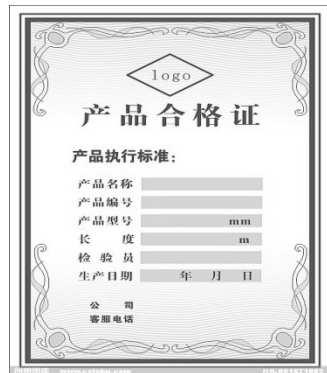 logo
产品合格证
产品执行标准：
产品名称
产品编号
产品型号 mm
长 度 m
检 验 员
生产日期 年 月 日
公 司
客服电话